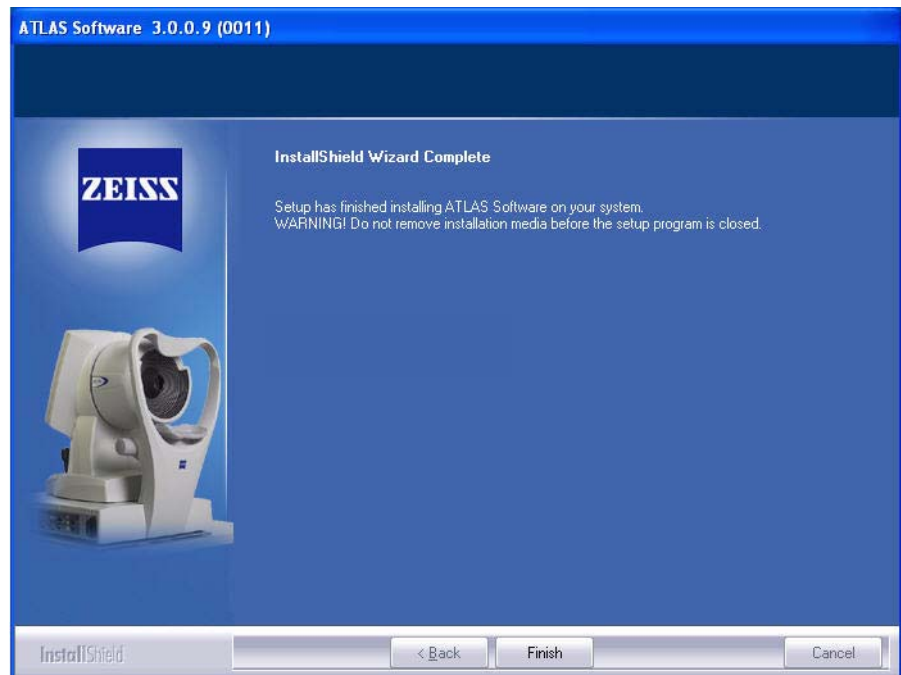 ATLAS Software 3.0.0.9 (0011)
ZEISS
InstallShield Wizard Complete
Setup has finished installing ATLAS Software on your system.
WARNING! Do not remove installation media before the setup program is closed.
InstallShield
< Back
Finish
Cancel